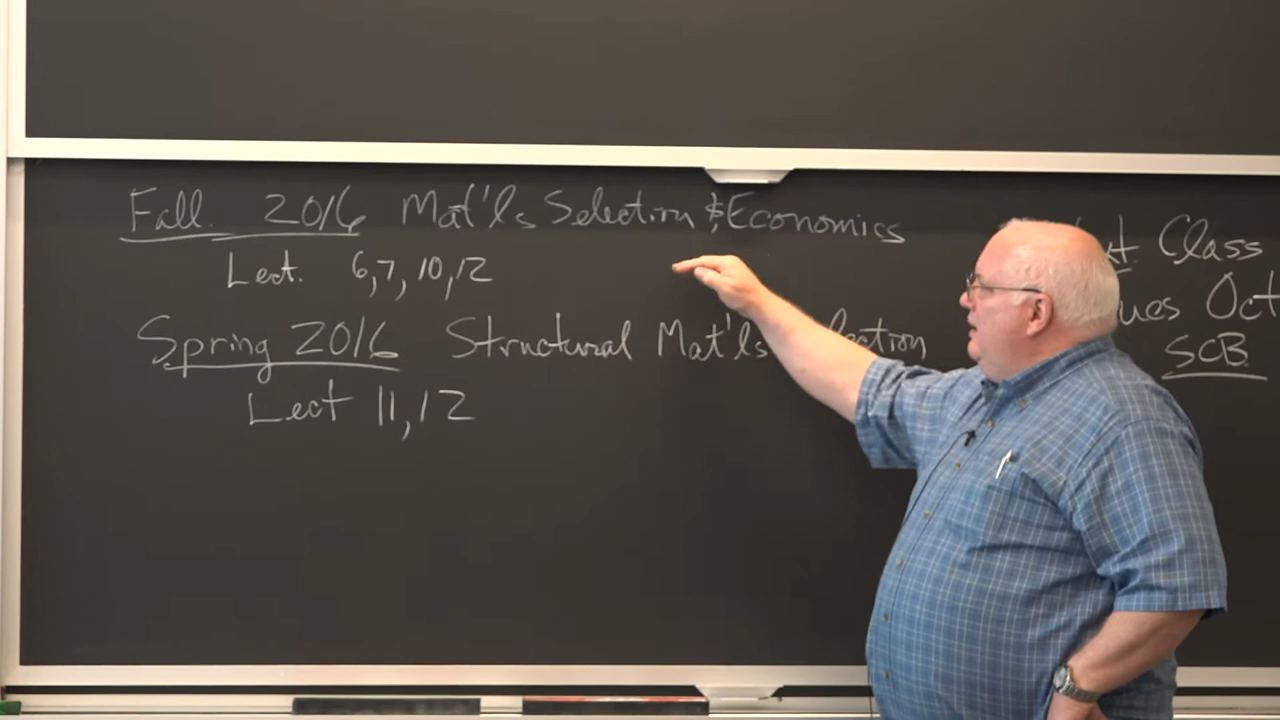 Fall. 2016 Mat'ls Selection & Economics
Lect. 6,7,10,12
Spring 2016 Structural Mat'ls
Lect 11,12
Class
Oct
SCB